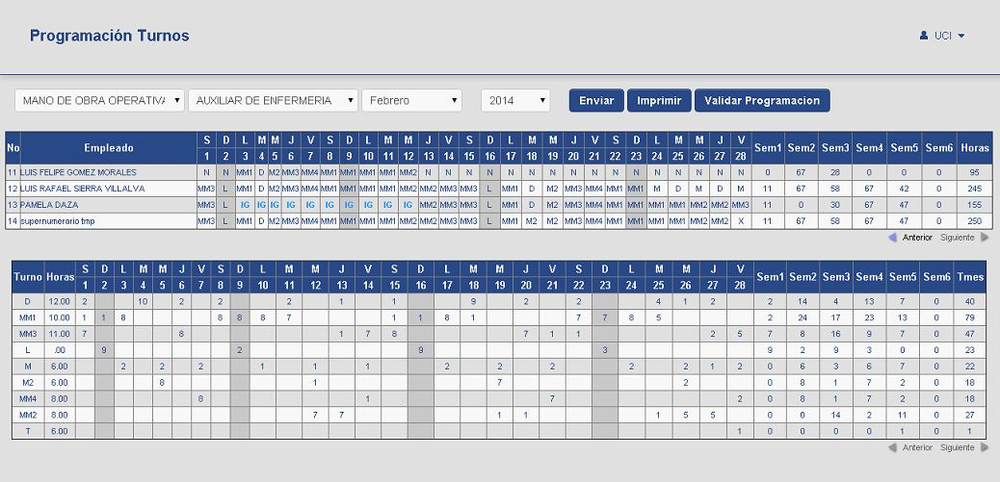 Programación Turnos
UCI
MANO DE OBRA OPERATIVA AUXILIAR DE ENFERMERIA Febrero 2014 Enviar Imprimir Validar Programacion
No Empleado S D L M M J V S D L M M J V S D L M M J V S D L M M J V Sem1 Sem2 Sem3 Sem4 Sem5 Sem6 Horas
1 2 3 4 5 6 7 8 9 10 11 12 13 14 15 16 17 18 19 20 21 22 23 24 25 26 27 28
11 LUIS FELIPE GOMEZ MORALES N N MM1 D M2 MM3 MM4 MM1 MM1 MM1 MM1 MM2 N N N N N N N N N N N N N N N N 0 67 28 0 0 0 95
12 LUIS RAFAEL SIERRA VILLALVA MM3 L MM1 D M2 MM3 MM4 MM1 MM1 MM1 MM1 MM2 MM2 MM3 MM3 L MM1 D M2 MM3 MM4 MM1 MM1 M D M D M 11 67 58 67 42 0 245
13 PAMELA DAZA MM3 L IG IG IG IG IG IG IG IG IG IG MM2 MM3 MM3 L MM1 D M2 MM3 MM4 MM1 MM1 MM1 MM1 MM2 MM2 MM3 11 0 30 67 47 0 155
14 supernumerario tmp MM3 L MM1 D M2 MM3 MM4 MM1 MM1 MM1 MM1 MM2 MM2 MM3 MM3 L MM1 M2 M2 MM3 MM4 MM1 MM1 MM1 MM1 MM2 MM2 X 11 67 58 67 47 0 250
Anterior Siguiente
Turno Horas S D L M M J V S D L M M J V S D L M M J V S D L M M J V Sem1 Sem2 Sem3 Sem4 Sem5 Sem6 Tmes
1 2 3 4 5 6 7 8 9 10 11 12 13 14 15 16 17 18 19 20 21 22 23 24 25 26 27 28
D 12.00 2 10 2 2 2 1 1 9 2 2 4 1 2 2 14 4 13 7 0 40
MM1 10.00 1 1 8 8 8 8 7 1 1 8 1 7 7 8 5 2 24 17 23 13 0 79
MM3 11.00 7 8 1 7 8 7 1 1 2 5 7 8 16 9 7 0 47
L .00 9 2 9 3 9 2 9 3 0 0 23
M 6.00 2 2 2 1 1 1 2 2 2 2 2 1 2 0 6 3 6 7 0 22
M2 6.00 5 1 7 2 0 8 1 7 2 0 18
MM4 8.00 8 1 7 2 0 8 1 7 2 0 18
MM2 8.00 7 7 1 1 1 5 5 0 0 14 2 11 0 27
T 6.00 1 0 0 0 0 1 0 1
Anterior Siguiente